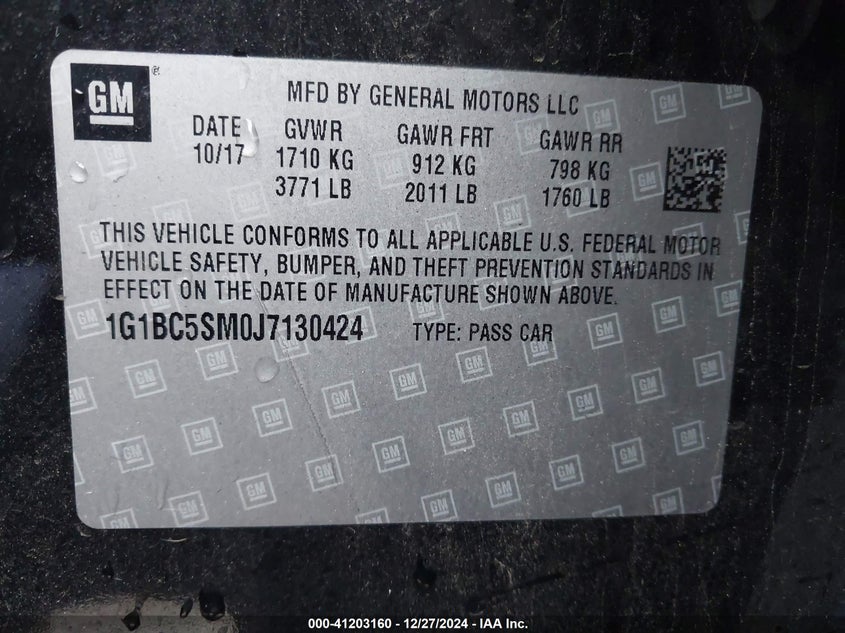 GM
MFD BY GENERAL MOTORS LLC
DATE GVWR GAWR FRT GAWR RR
10/17 1710 KG 912 KG 798 KG
3771 LB 2011 LB 1760 LB
THIS VEHICLE CONFORMS TO ALL APPLICABLE U.S. FEDERAL MOTOR
VEHICLE SAFETY, BUMPER, AND THEFT PREVENTION STANDARDS IN
EFFECT ON THE DATE OF MANUFACTURE SHOWN ABOVE.
1G1BC5SM0J7130424 TYPE: PASS CAR
000-41203160 - 12/27/2024 - IAA Inc.